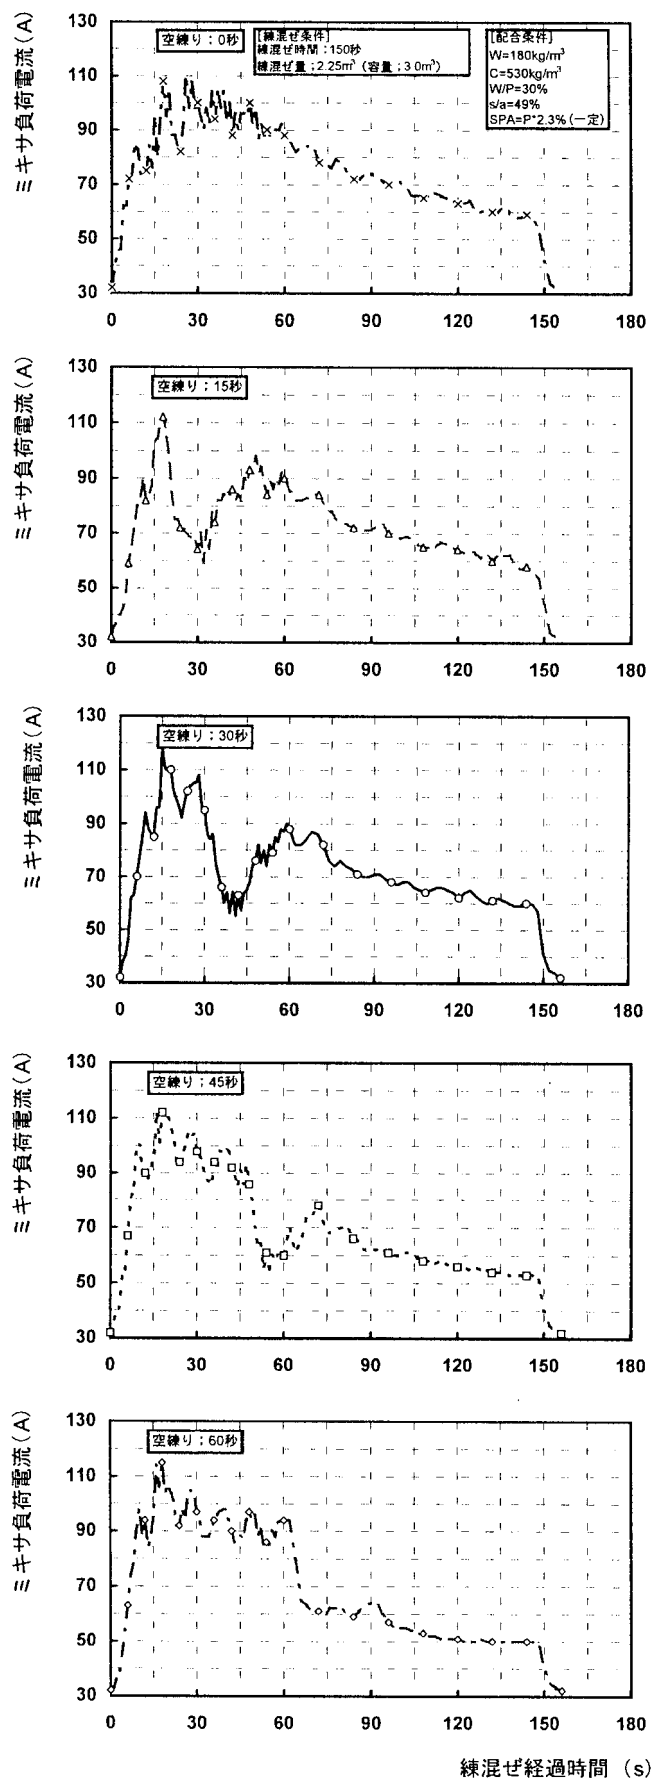 ミキサ負荷電流(A)
130
110
90
70
50
30
空練り:0秒
[練混ぜ条件]
練混ぜ時間:150秒
練混ぜ量:2.25m³(容量:3.0m³)
[配合条件]
W=180kg/m³
C=530kg/m³
W/P=30%
s/a=49%
SPA=P*2.3%(一定)
0 30 60 90 120 150 180
ミキサ負荷電流(A)
130
110
90
70
50
30
空練り:15秒
0 30 60 90 120 150 180
ミキサ負荷電流(A)
130
110
90
70
50
30
空練り:30秒
0 30 60 90 120 150 180
ミキサ負荷電流(A)
130
110
90
70
50
30
空練り:45秒
0 30 60 90 120 150 180
ミキサ負荷電流(A)
130
110
90
70
50
30
空練り:60秒
0 30 60 90 120 150 180
練混ぜ経過時間 (s)